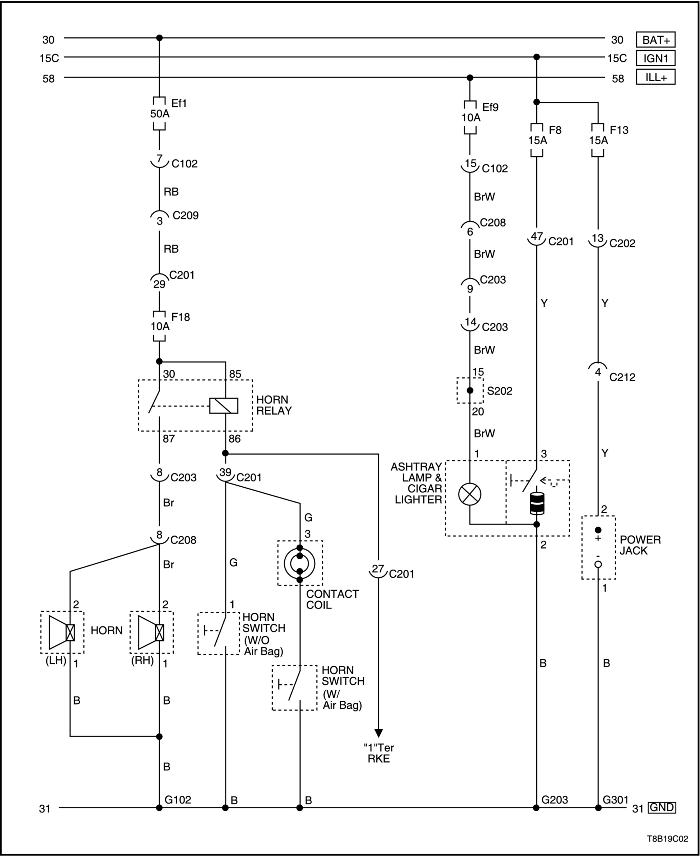 30 30 BAT+
15C 15C IGN1
58 58 ILL+
Ef1
50A
Ef9
10A
F8
15A
F13
15A
7 C102
15 C102
RB
BrW
3 C209
C208
6
47 C201
13 C202
RB
BrW
C201
29
C203
9
F18
10A
14 C203
Y
Y
BrW
30 85
15
S202
20
4 C212
HORN
RELAY
87 86
BrW
Y
8 C203
39 C201
ASHTRAY
LAMP &
CIGAR
LIGHTER
1 3
2
Br
G
3
2
+
-
1
POWER
JACK
8 C208
Br
G
CONTACT
COIL
27 C201
2 2
1
HORN
(LH) 1
(RH) 1
HORN
SWITCH
(W/O
Air Bag)
HORN
SWITCH
(W/
Air Bag)
B B
B B
"1"Ter
RKE
B
31 G102 B B G203 G301 31 GND
T8B19C02